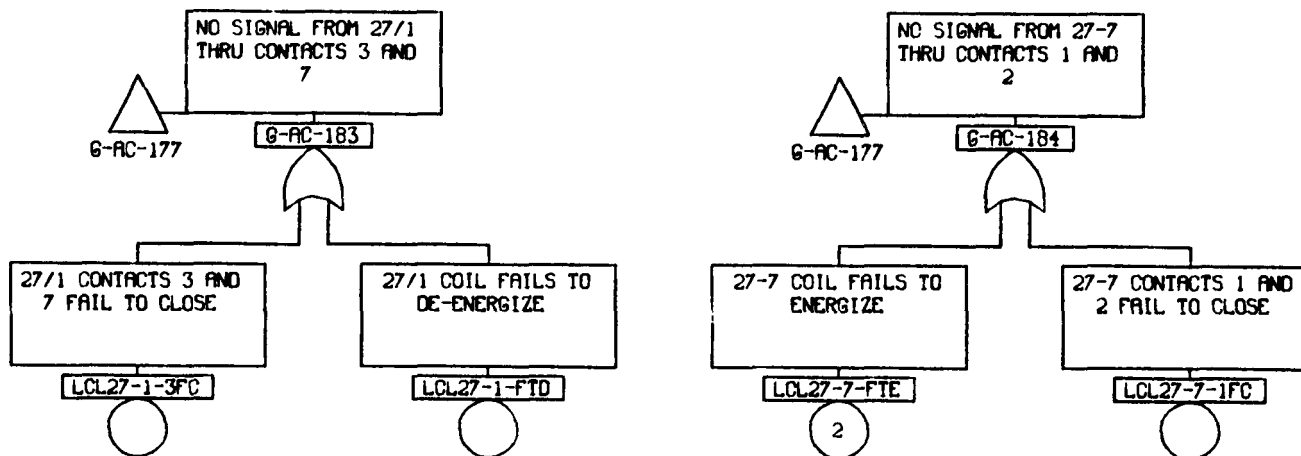 NO SIGNAL FROM 27/1
THRU CONTACTS 3 AND
7
G-AC-177
G-AC-183
27/1 CONTACTS 3 AND
7 FAIL TO CLOSE
LCL27-1-3FC
27/1 COIL FAILS TO
DE-ENERGIZE
LCL27-1-FTD
NO SIGNAL FROM 27-7
THRU CONTACTS 1 AND
2
G-AC-177
G-AC-184
27-7 COIL FAILS TO
ENERGIZE
LCL27-7-FTE
2
27-7 CONTACTS 1 AND
2 FAIL TO CLOSE
LCL27-7-1FC